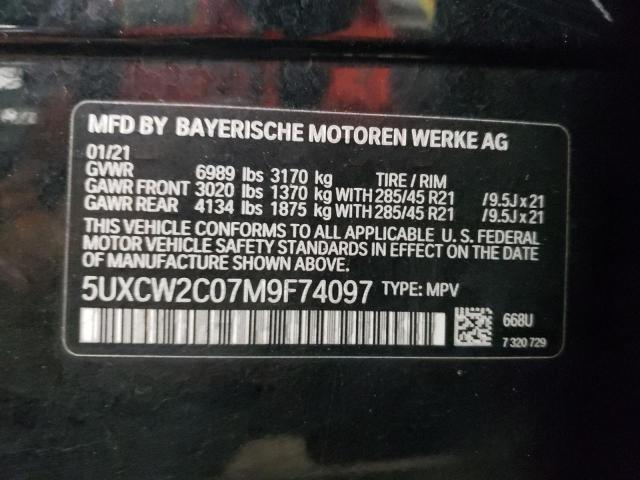 MFD BY BAYERISCHE MOTOREN WERKE AG
01/21
GVWR 6989 lbs 3170 kg TIRE / RIM
GAWR FRONT 3020 lbs 1370 kg WITH 285/45 R21 /9.5J x 21
GAWR REAR 4134 lbs 1875 kg WITH 285/45 R21 /9.5J x 21
THIS VEHICLE CONFORMS TO ALL APPLICABLE U. S. FEDERAL
MOTOR VEHICLE SAFETY STANDARDS IN EFFECT ON THE DATE
OF MANUFACTURE SHOWN ABOVE.
5UXCW2C07M9F74097 TYPE: MPV
668U
7 320 729